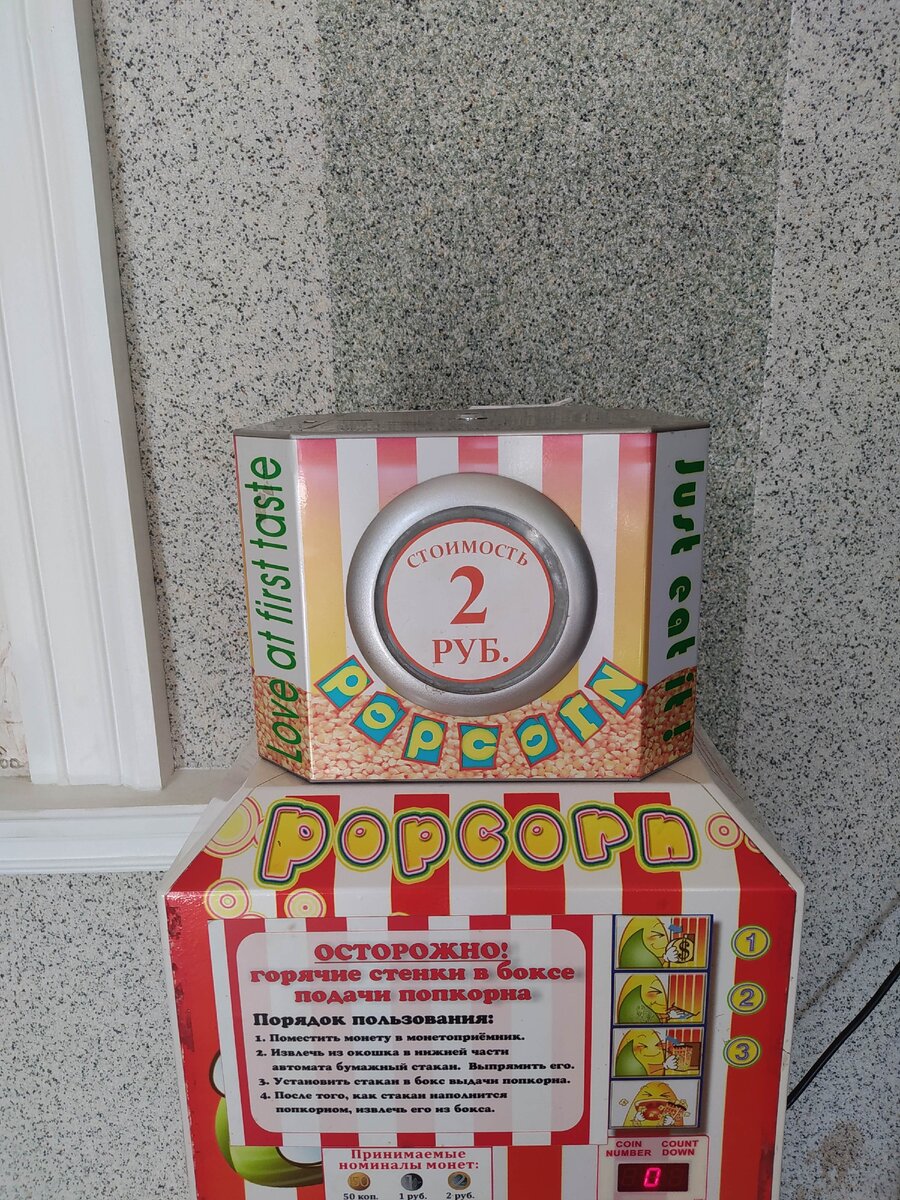 Love at first taste
СТОИМОСТЬ
2
РУБ.
POPCORN
Just eat it!
Popcorn
ОСТОРОЖНО!
горячие стенки в боксе
подачи попкорна
Порядок пользования:
1. Поместить монету в монетоприёмник.
2. Извлечь из окошка в нижней части
автомата бумажный стакан. Выпрямить его.
3. Установить стакан в бокс выдачи попкорна.
4. После того, как стакан наполнится
попкорном, извлечь его из бокса.
$
1
2
3
COIN NUMBER
COUNT DOWN
0
Принимаемые
номиналы монет:
50 коп. 1 руб. 2 руб.